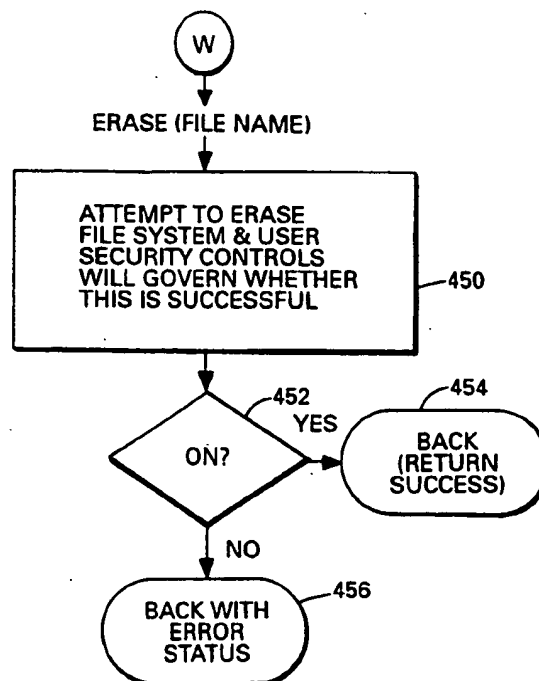 W
ERASE (FILE NAME)
ATTEMPT TO ERASE
FILE SYSTEM & USER
SECURITY CONTROLS
WILL GOVERN WHETHER
THIS IS SUCCESSFUL
450
452
ON?
YES
454
BACK
(RETURN
SUCCESS)
NO
456
BACK WITH
ERROR
STATUS